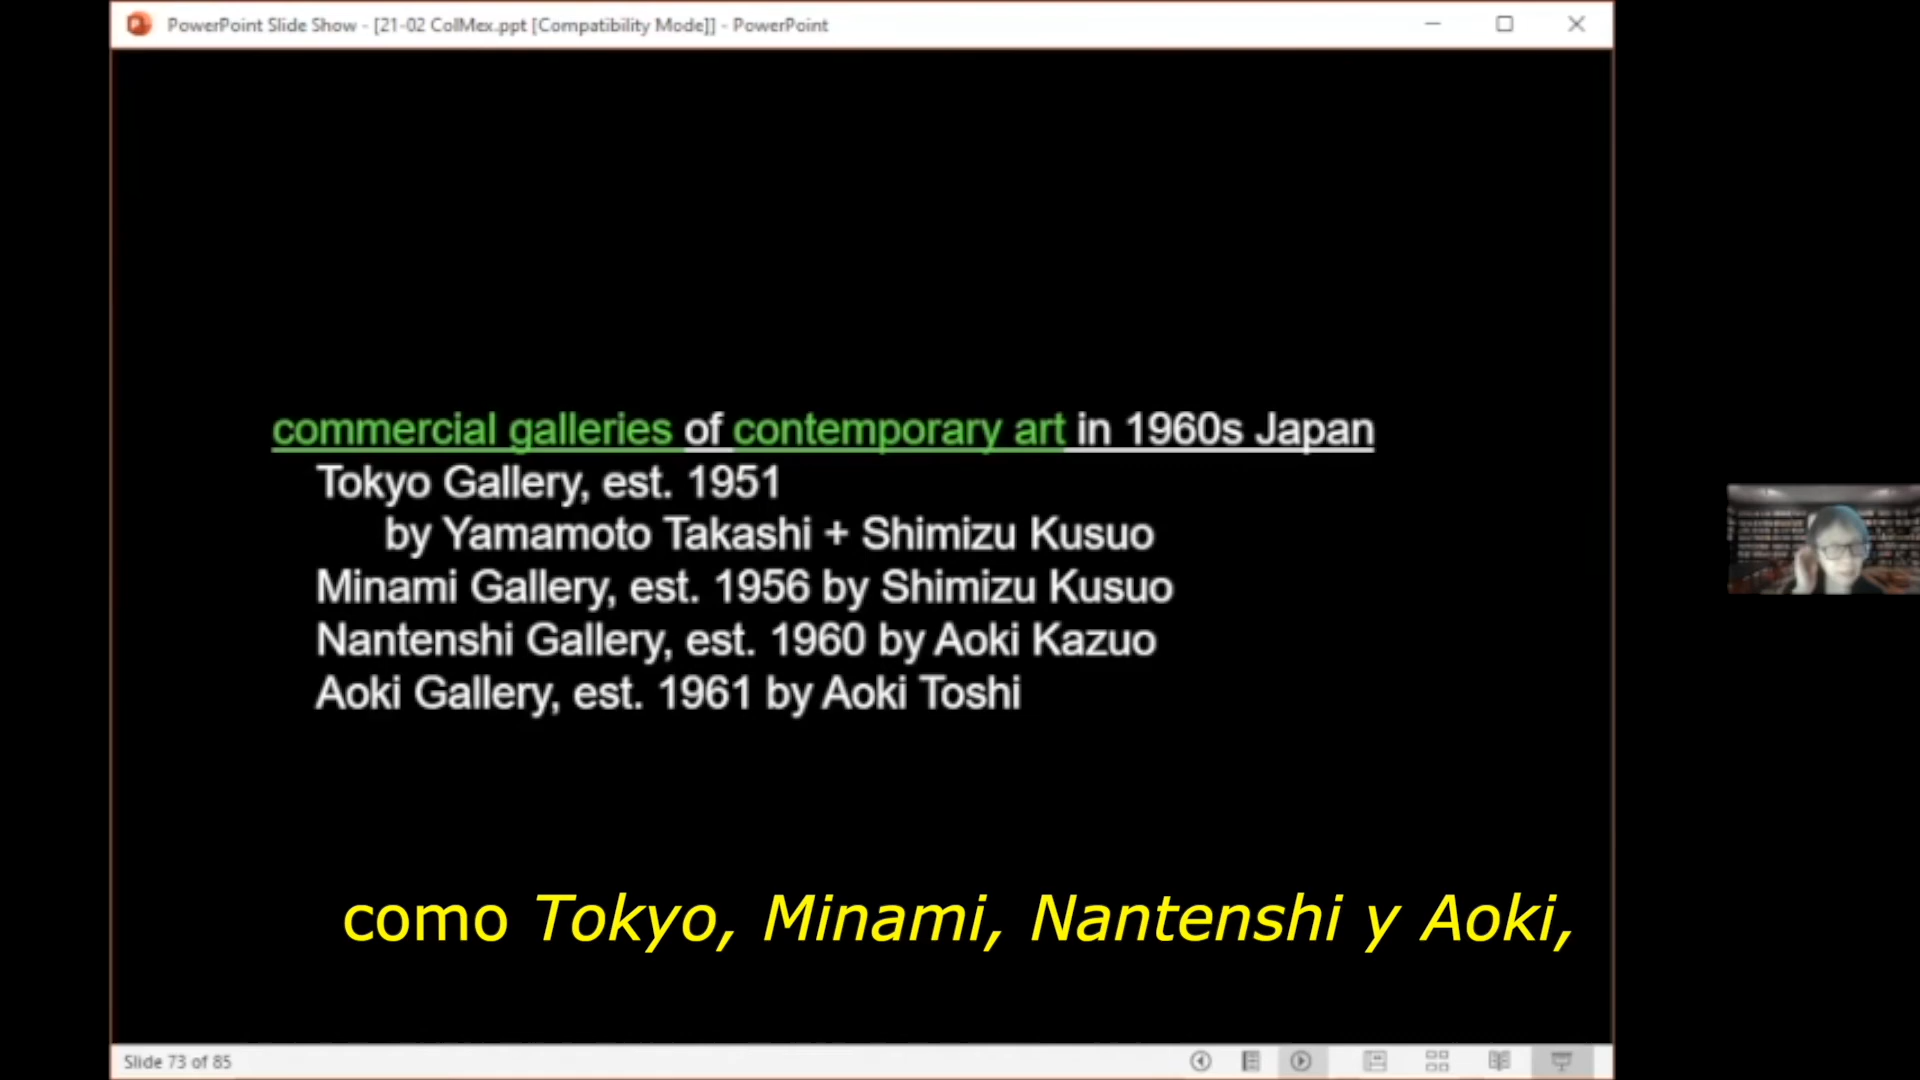 PowerPoint Slide Show - [21-02 ColMex.ppt [Compatibility Mode]] - PowerPoint
commercial galleries of contemporary art in 1960s Japan
Tokyo Gallery, est. 1951
by Yamamoto Takashi + Shimizu Kusuo
Minami Gallery, est. 1956 by Shimizu Kusuo
Nantenshi Gallery, est. 1960 by Aoki Kazuo
Aoki Gallery, est. 1961 by Aoki Toshi
como Tokyo, Minami, Nantenshi y Aoki,
Slide 73 of 85